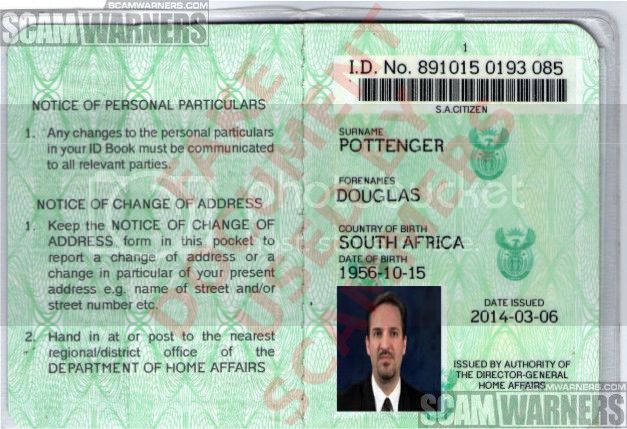 SCAMWARNERS.COM
SCAMWARNERS
NOTICE OF PERSONAL PARTICULARS
1. Any changes to the personal particulars
in your ID Book must be communicated
to all relevant parties.
NOTICE OF CHANGE OF ADDRESS
1. Keep the NOTICE OF CHANGE OF
ADDRESS form in this pocket to
report a change of address or a
change in particular of your present
address e.g. name of street and/or
street number etc.
2. Hand in at or post to the nearest
regional/district office of the
DEPARTMENT OF HOME AFFAIRS
1
I.D. No. 891015 0193 085
S.A.CITIZEN
SURNAME
POTTENGER
FORENAMES
DOUGLAS
COUNTRY OF BIRTH
SOUTH AFRICA
DATE OF BIRTH
1956-10-15
DATE ISSUED
2014-03-06
ISSUED BY AUTHORITY OF
THE DIRECTOR-GENERAL
HOME AFFAIRS
FAKE
DOCUMENT
USED BY
SCAMMERS
photobucket
SCAMWARNERS.COM
SCAMWARNERS